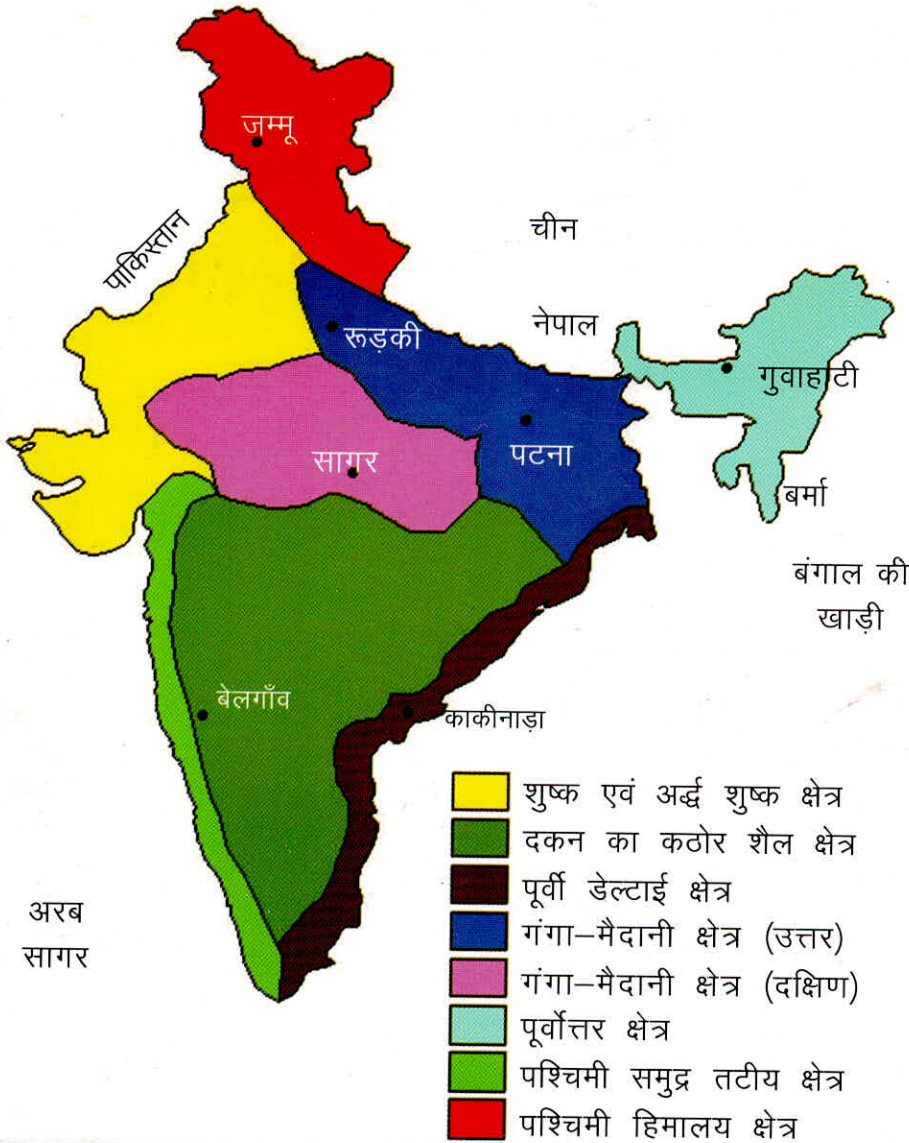 जम्मू
चीन
पाकिस्तान
नेपाल
रूड़की
गुवाहाटी
पटना
सागर
बर्मा
बंगाल की
खाड़ी
बेलगाँव
काकीनाड़ा
शुष्क एवं अर्द्ध शुष्क क्षेत्र
दकन का कठोर शैल क्षेत्र
पूर्वी डेल्टाई क्षेत्र
अरब
सागर
गंगा–मैदानी क्षेत्र (उत्तर)
गंगा–मैदानी क्षेत्र (दक्षिण)
पूर्वोत्तर क्षेत्र
पश्चिमी समुद्र तटीय क्षेत्र
पश्चिमी हिमालय क्षेत्र